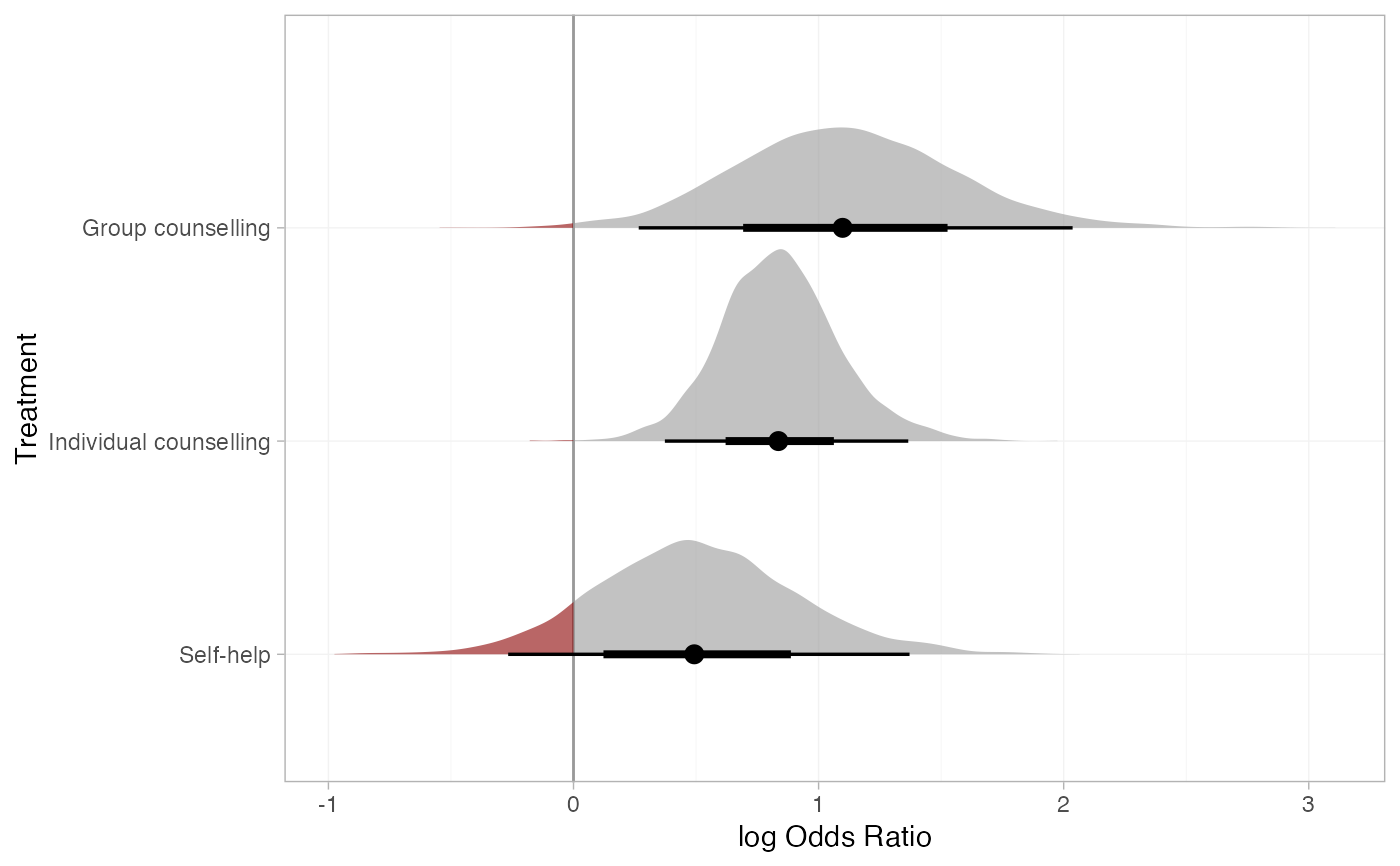 Treatment
Group counselling
Individual counselling
Self-help
-1 0 1 2 3
log Odds Ratio